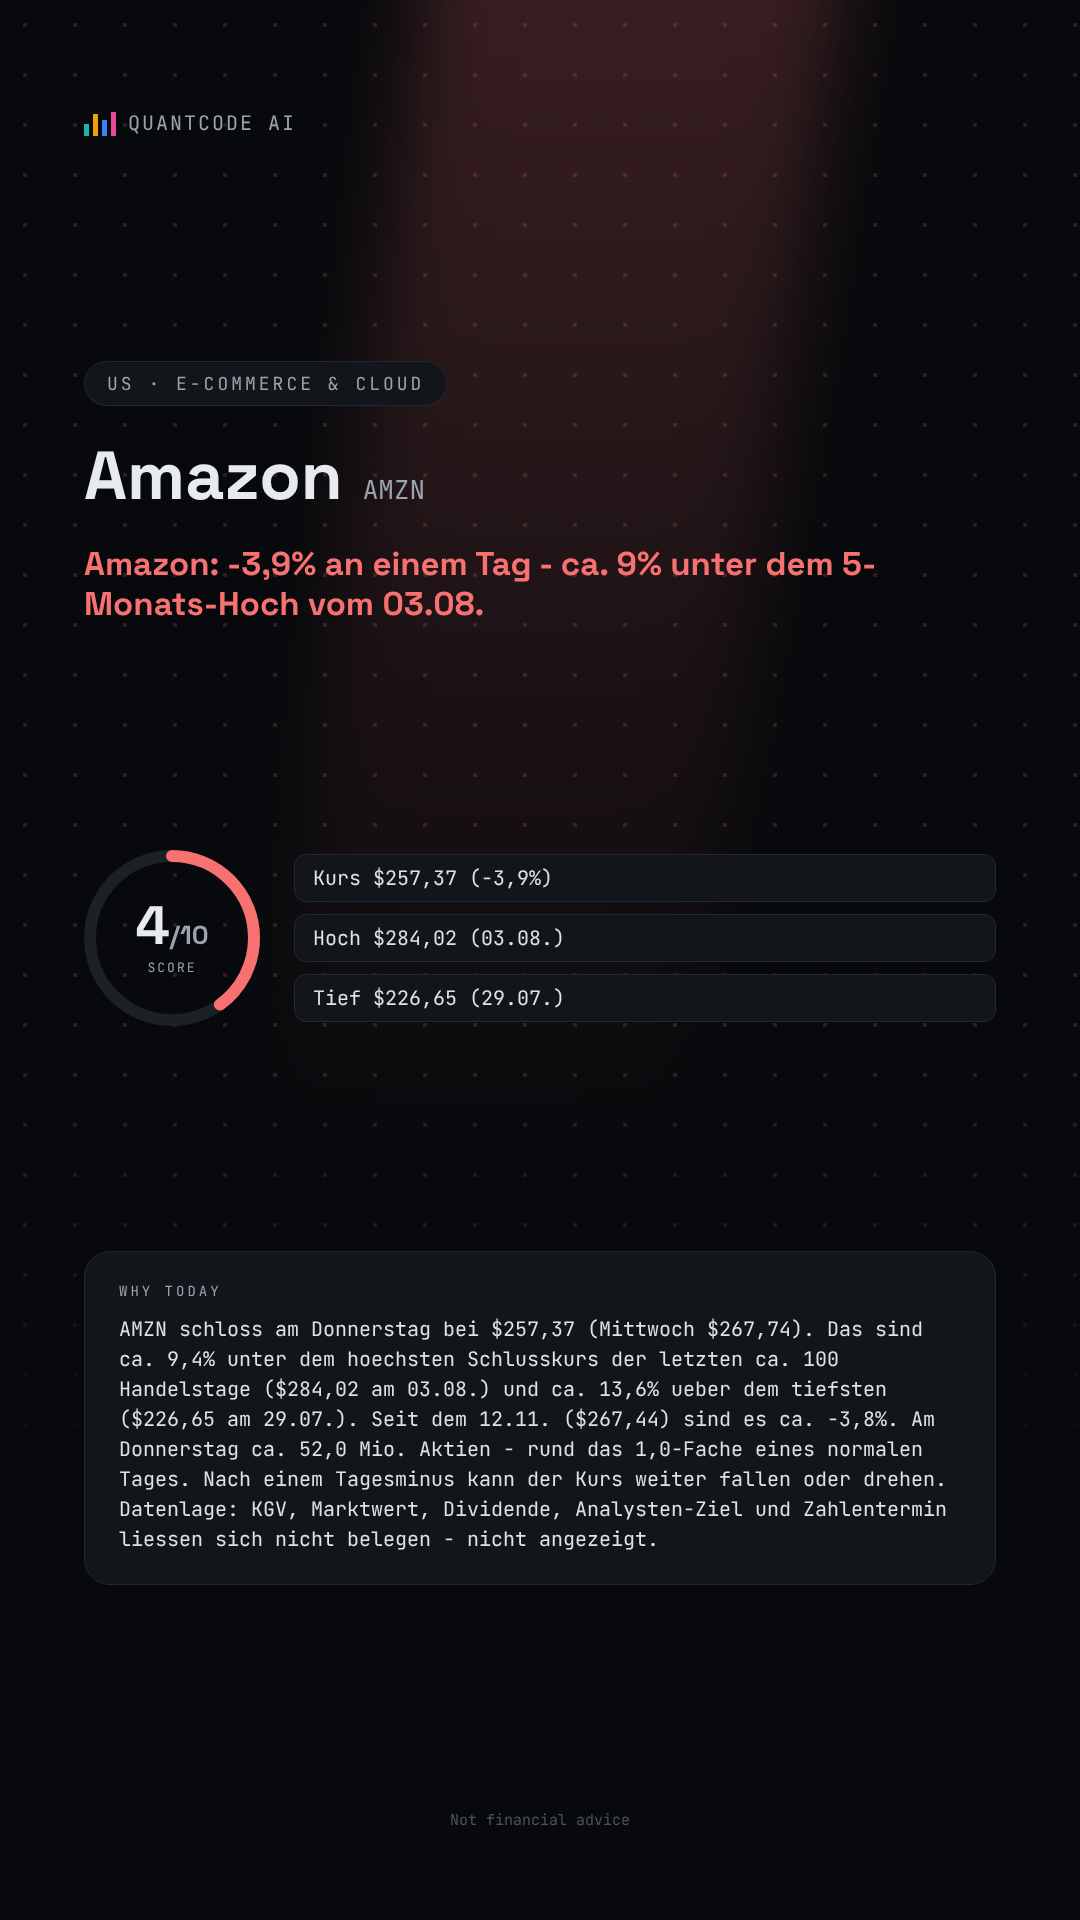 QUANTCODE AI
US · E-COMMERCE & CLOUD
Amazon AMZN
Amazon: -3,9% an einem Tag - ca. 9% unter dem 5-
Monats-Hoch vom 03.08.
4/10
SCORE
Kurs $257,37 (-3,9%)
Hoch $284,02 (03.08.)
Tief $226,65 (29.07.)
WHY TODAY
AMZN schloss am Donnerstag bei $257,37 (Mittwoch $267,74). Das sind
ca. 9,4% unter dem hoechsten Schlusskurs der letzten ca. 100
Handelstage ($284,02 am 03.08.) und ca. 13,6% ueber dem tiefsten
($226,65 am 29.07.). Seit dem 12.11. ($267,44) sind es ca. -3,8%. Am
Donnerstag ca. 52,0 Mio. Aktien - rund das 1,0-Fache eines normalen
Tages. Nach einem Tagesminus kann der Kurs weiter fallen oder drehen.
Datenlage: KGV, Marktwert, Dividende, Analysten-Ziel und Zahlentermin
liessen sich nicht belegen - nicht angezeigt.
Not financial advice